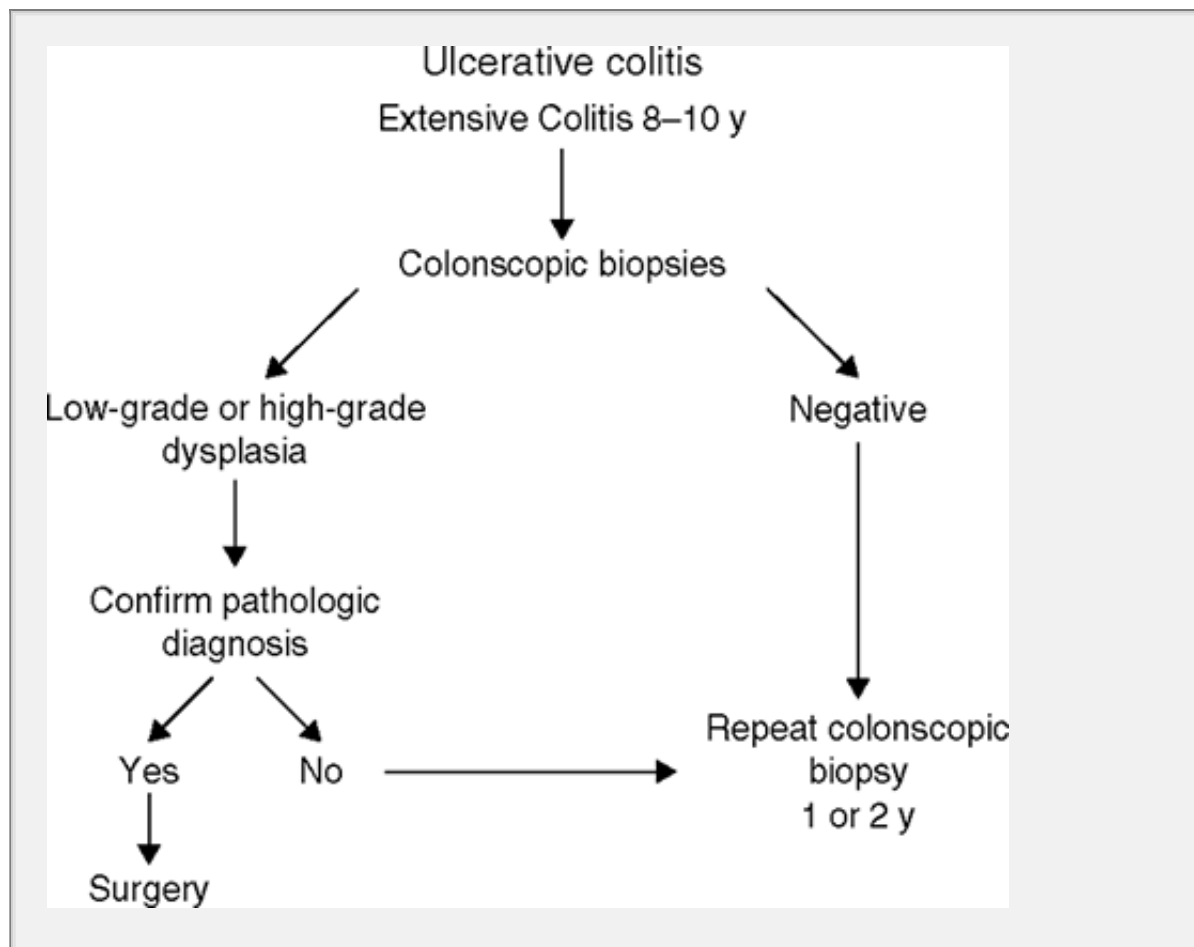 Ulcerative colitis
Extensive Colitis 8–10 y
Colonscopic biopsies
Low-grade or high-grade
dysplasia
Negative
Confirm pathologic
diagnosis
Yes
No
Repeat colonscopic
biopsy
1 or 2 y
Surgery